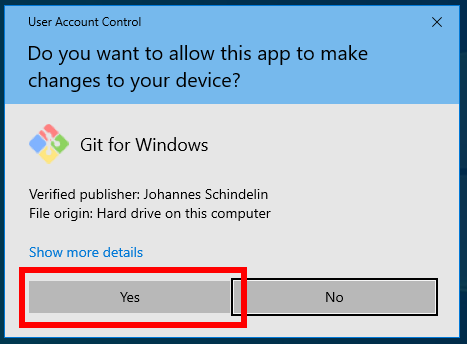 User Account Control
Do you want to allow this app to make
changes to your device?
Git for Windows
Verified publisher: Johannes Schindelin
File origin: Hard drive on this computer
Show more details
Yes
No